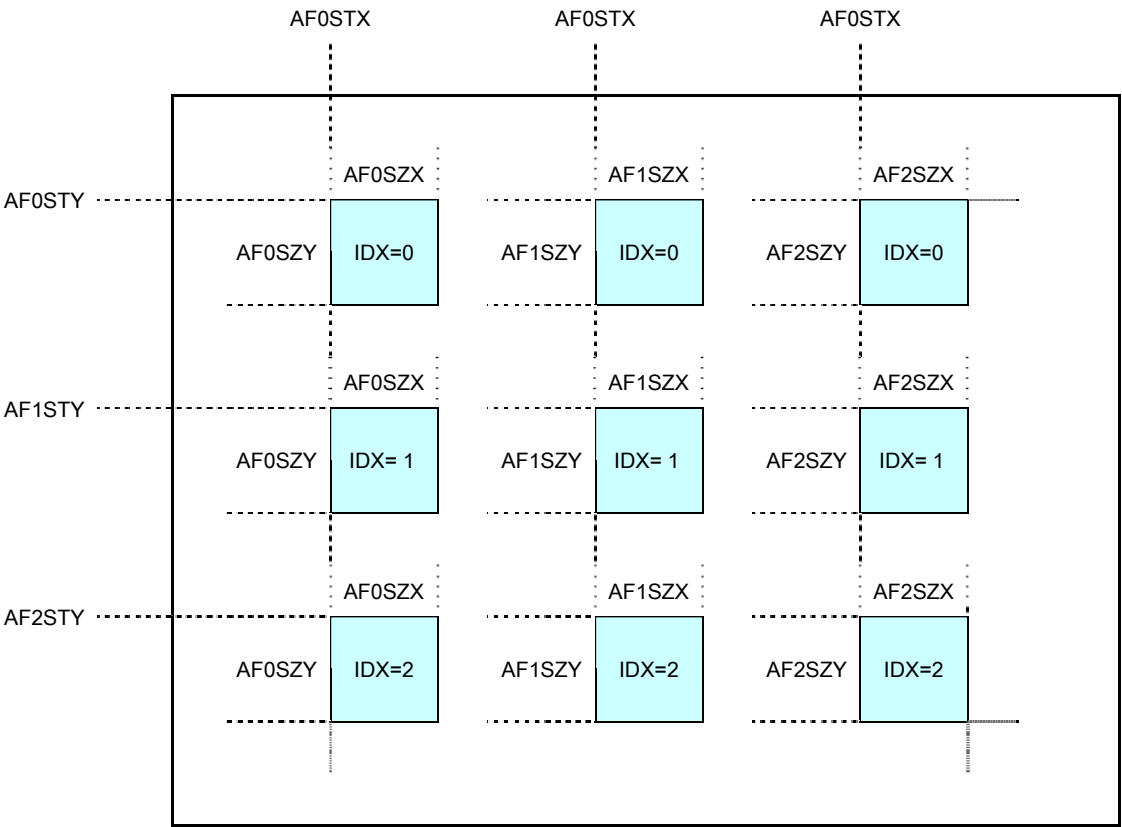 AF0STX AF0STX AF0STX
AF0SZX AF1SZX AF2SZX
AF0STY
AF0SZY IDX=0 AF1SZY IDX=0 AF2SZY IDX=0
AF0SZX AF1SZX AF2SZX
AF1STY
AF0SZY IDX= 1 AF1SZY IDX= 1 AF2SZY IDX= 1
AF0SZX AF1SZX AF2SZX
AF2STY
AF0SZY IDX=2 AF1SZY IDX=2 AF2SZY IDX=2